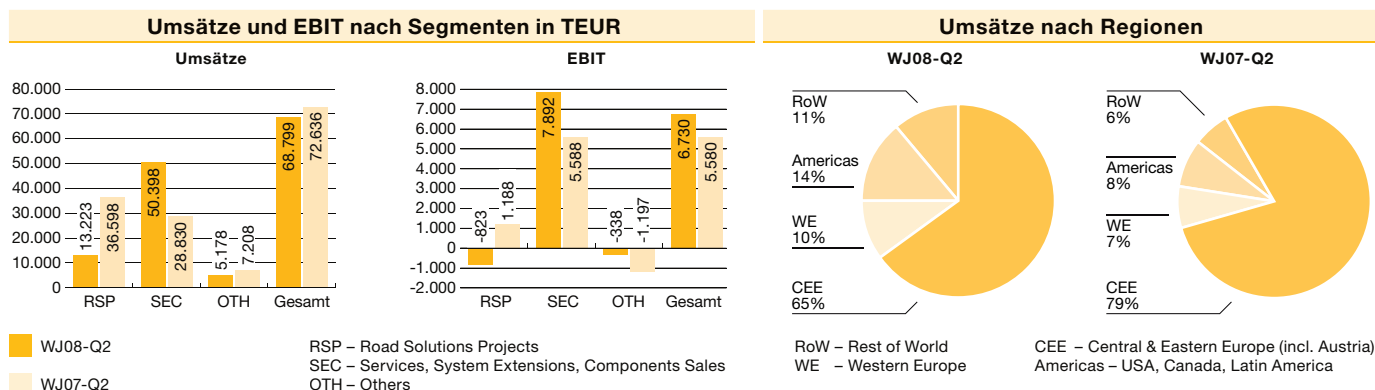 Umsätze und EBIT nach Segmenten in TEUR
Umsätze
80.000
70.000
60.000
50.000
40.000
30.000
20.000
10.000
0
13.223
36.598
50.398
28.830
5.178
7.208
68.799
72.636
RSP SEC OTH Gesamt
EBIT
8.000
7.000
6.000
5.000
4.000
3.000
2.000
1.000
0
-1.000
-2.000
-823
1.188
7.892
5.588
-338
-1.197
6.730
5.580
RSP SEC OTH Gesamt
WJ08-Q2
WJ07-Q2
RSP – Road Solutions Projects
SEC – Services, System Extensions, Components Sales
OTH – Others
Umsätze nach Regionen
WJ08-Q2
RoW
11%
Americas
14%
WE
10%
CEE
65%
WJ07-Q2
RoW
6%
Americas
8%
WE
7%
CEE
79%
RoW – Rest of World
WE – Western Europe
CEE – Central & Eastern Europe (incl. Austria)
Americas – USA, Canada, Latin America